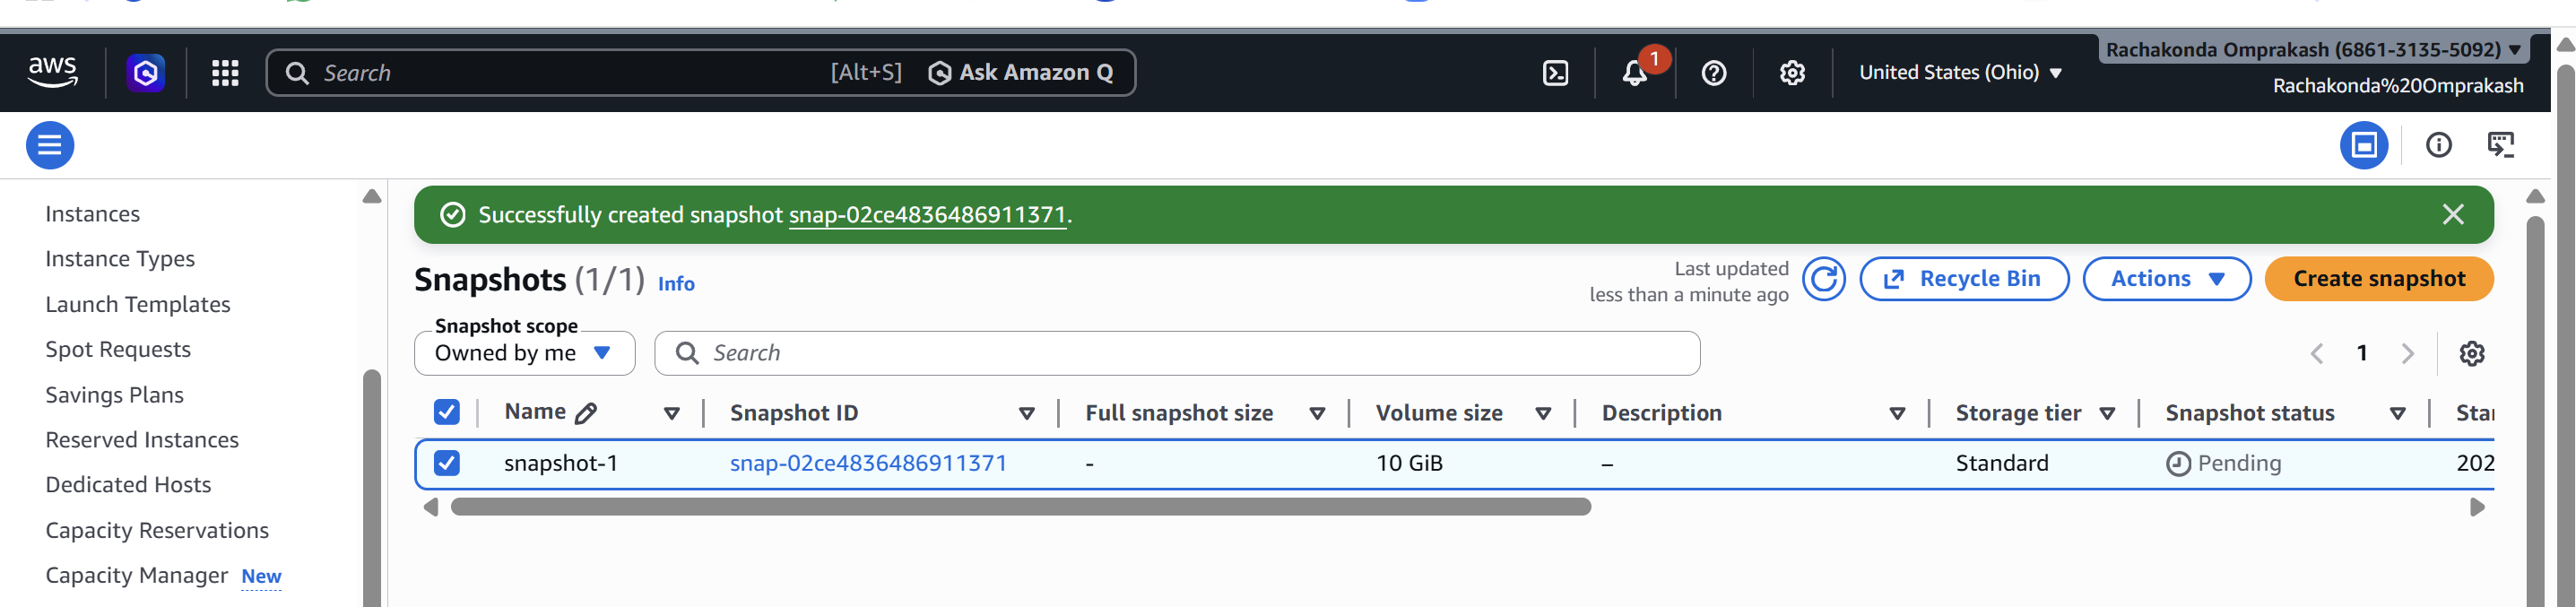 aws
Search [Alt+S] Ask Amazon Q
1
United States (Ohio)
Rachakonda Omprakash (6861-3135-5092)
Rachakonda%20Omprakash
Instances
Instance Types
Launch Templates
Spot Requests
Savings Plans
Reserved Instances
Dedicated Hosts
Capacity Reservations
Capacity Manager New
Successfully created snapshot snap-02ce4836486911371.
Snapshots (1/1) Info
Last updated
less than a minute ago
Recycle Bin
Actions
Create snapshot
Snapshot scope
Owned by me
Search
1
Name Snapshot ID Full snapshot size Volume size Description Storage tier Snapshot status Star
snapshot-1 snap-02ce4836486911371 - 10 GiB – Standard Pending 202